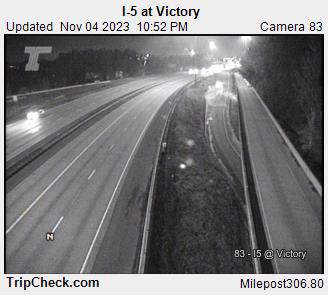 I-5 at Victory
Updated Nov 04 2023 10:52 PM Camera 83
T
N
83 - I5 @ Victory
TripCheck.com Milepost306.80